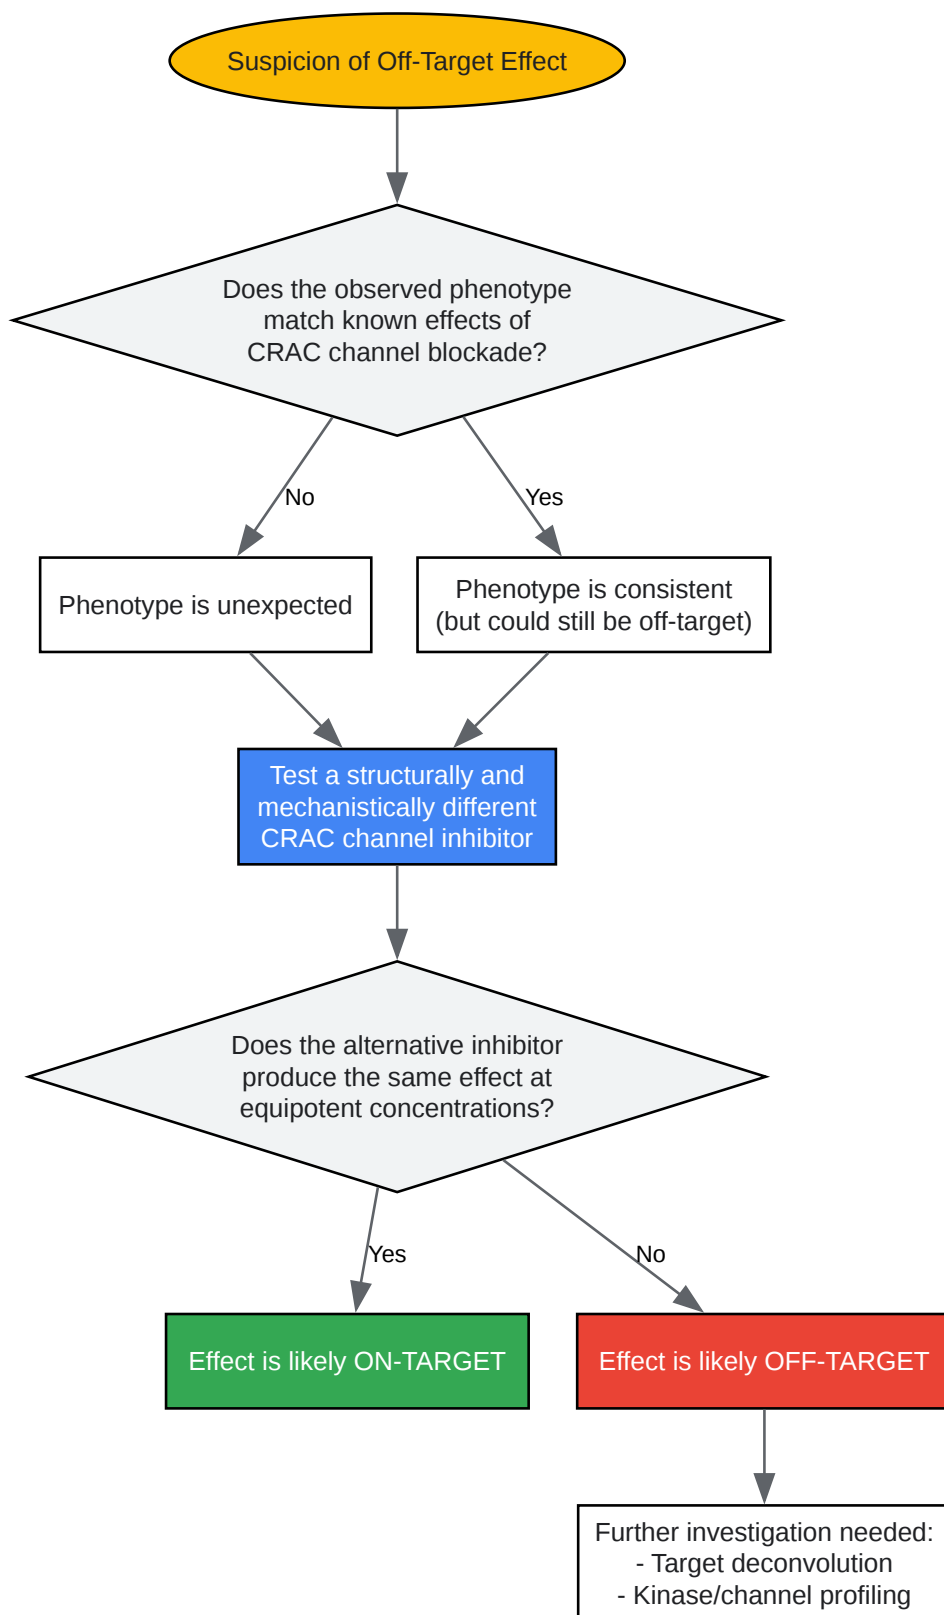 Suspicion of Off-Target Effect
Does the observed phenotype
match known effects of
CRAC channel blockade?
No
Yes
Phenotype is unexpected
Phenotype is consistent
(but could still be off-target)
Test a structurally and
mechanistically different
CRAC channel inhibitor
Does the alternative inhibitor
produce the same effect at
equipotent concentrations?
Yes
No
Effect is likely ON-TARGET
Effect is likely OFF-TARGET
Further investigation needed:
- Target deconvolution
- Kinase/channel profiling